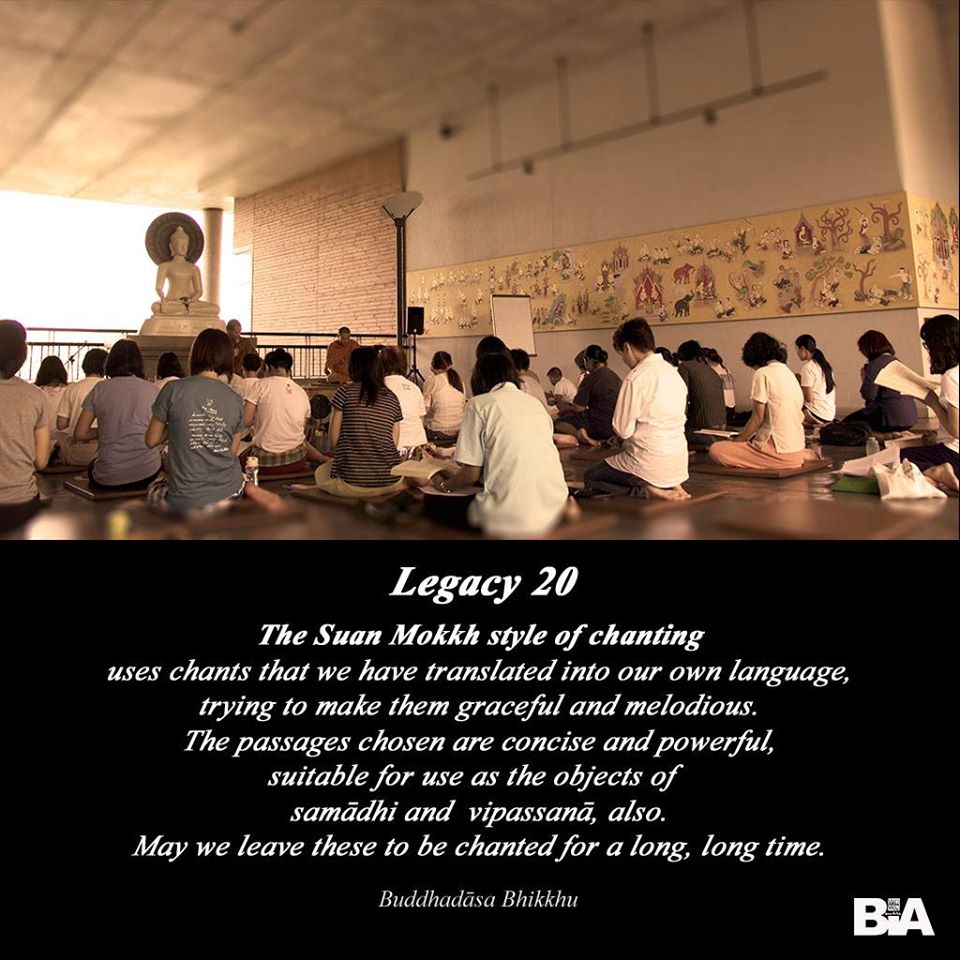 Legacy 20
The Suan Mokkh style of chanting
uses chants that we have translated into our own language,
trying to make them graceful and melodious.
The passages chosen are concise and powerful,
suitable for use as the objects of
samādhi and vipassanā, also.
May we leave these to be chanted for a long, long time.
Buddhadāsa Bhikkhu
BiA